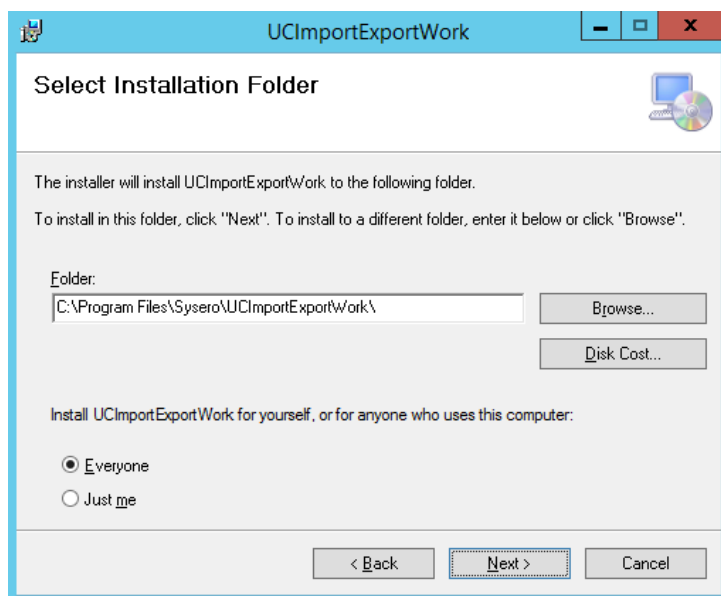 UCImportExportWork
Select Installation Folder
The installer will install UCImportExportWork to the following folder.
To install in this folder, click "Next". To install to a different folder, enter it below or click "Browse".
Folder:
C:\Program Files\Sysero\UCImportExportWork\
Browse...
Disk Cost...
Install UCImportExportWork for yourself, or for anyone who uses this computer:
Everyone
Just me
< Back
Next >
Cancel